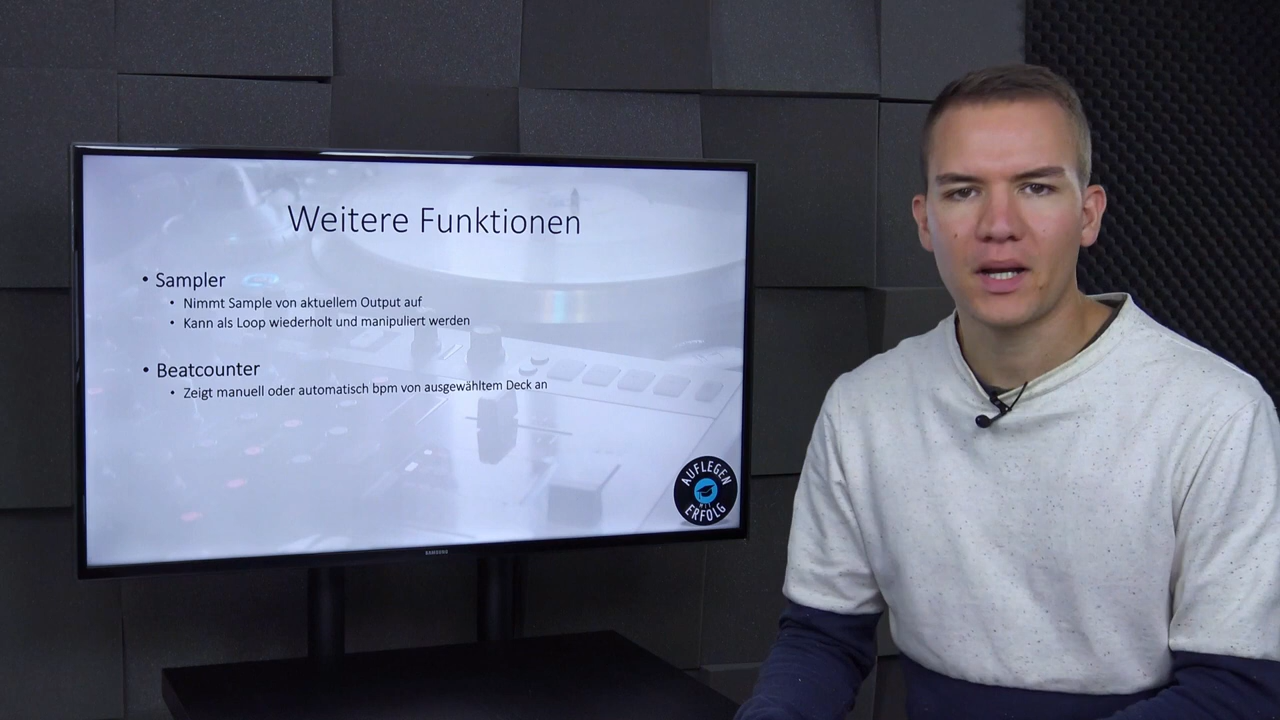 Weitere Funktionen
• Sampler
• Nimmt Sample von aktuellem Output auf
• Kann als Loop wiederholt und manipuliert werden
• Beatcounter
• Zeigt manuell oder automatisch bpm von ausgewähltem Deck an
AUFLEGEN
MIT
ERFOLG
SAMSUNG